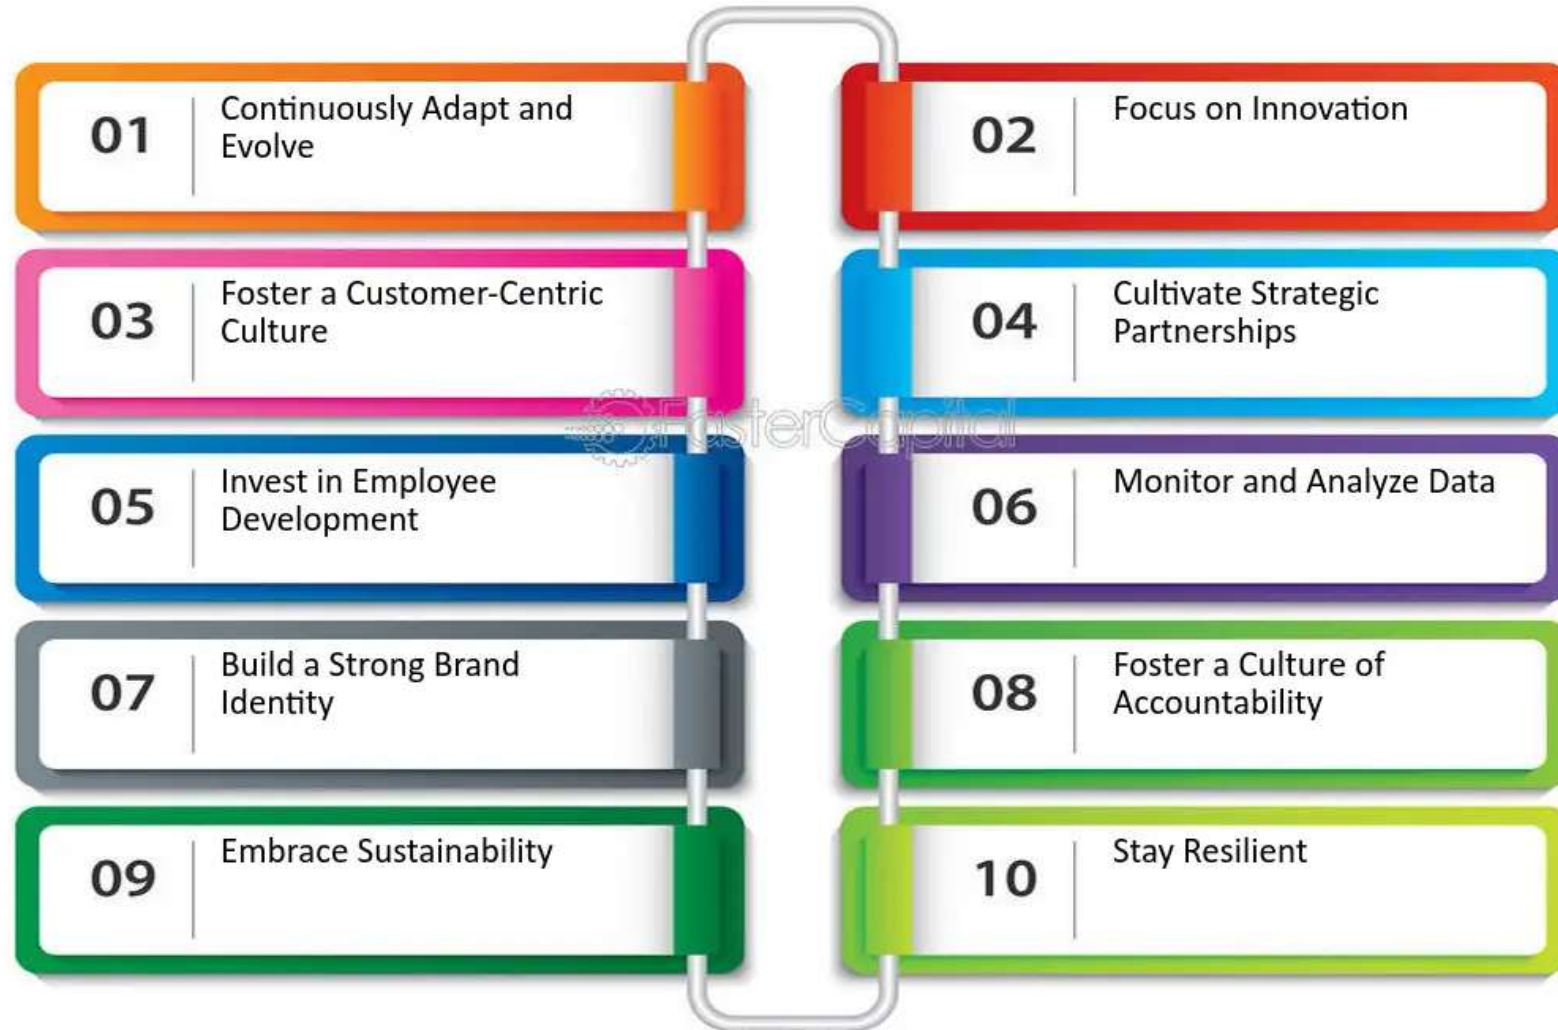 01
Continuously Adapt and
Evolve
02
Focus on Innovation
03
Foster a Customer-Centric
Culture
04
Cultivate Strategic
Partnerships
FasterCapital
05
Invest in Employee
Development
06
Monitor and Analyze Data
07
Build a Strong Brand
Identity
08
Foster a Culture of
Accountability
09
Embrace Sustainability
10
Stay Resilient